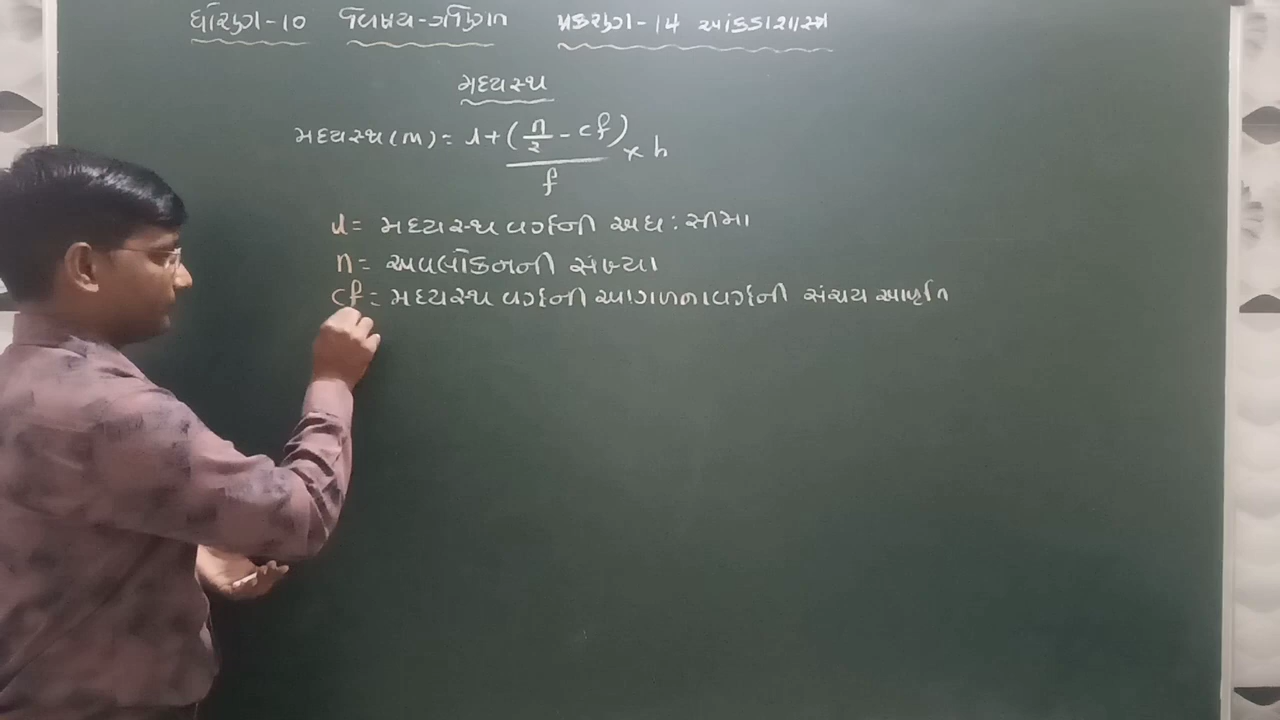 ધોરણ-10 વિષય-ગણિત પ્રકરણ-14 આંકડાશાસ્ત્ર
મધ્યસ્થ
મધ્યસ્થ (M) = l + (n/2 - cf)/f × h
l = મધ્યસ્થ વર્ગની અધ: સીમા
n = અવલોકનની સંખ્યા
cf = મધ્યસ્થ વર્ગની આગળના વર્ગની સંચય આવૃત્તિ